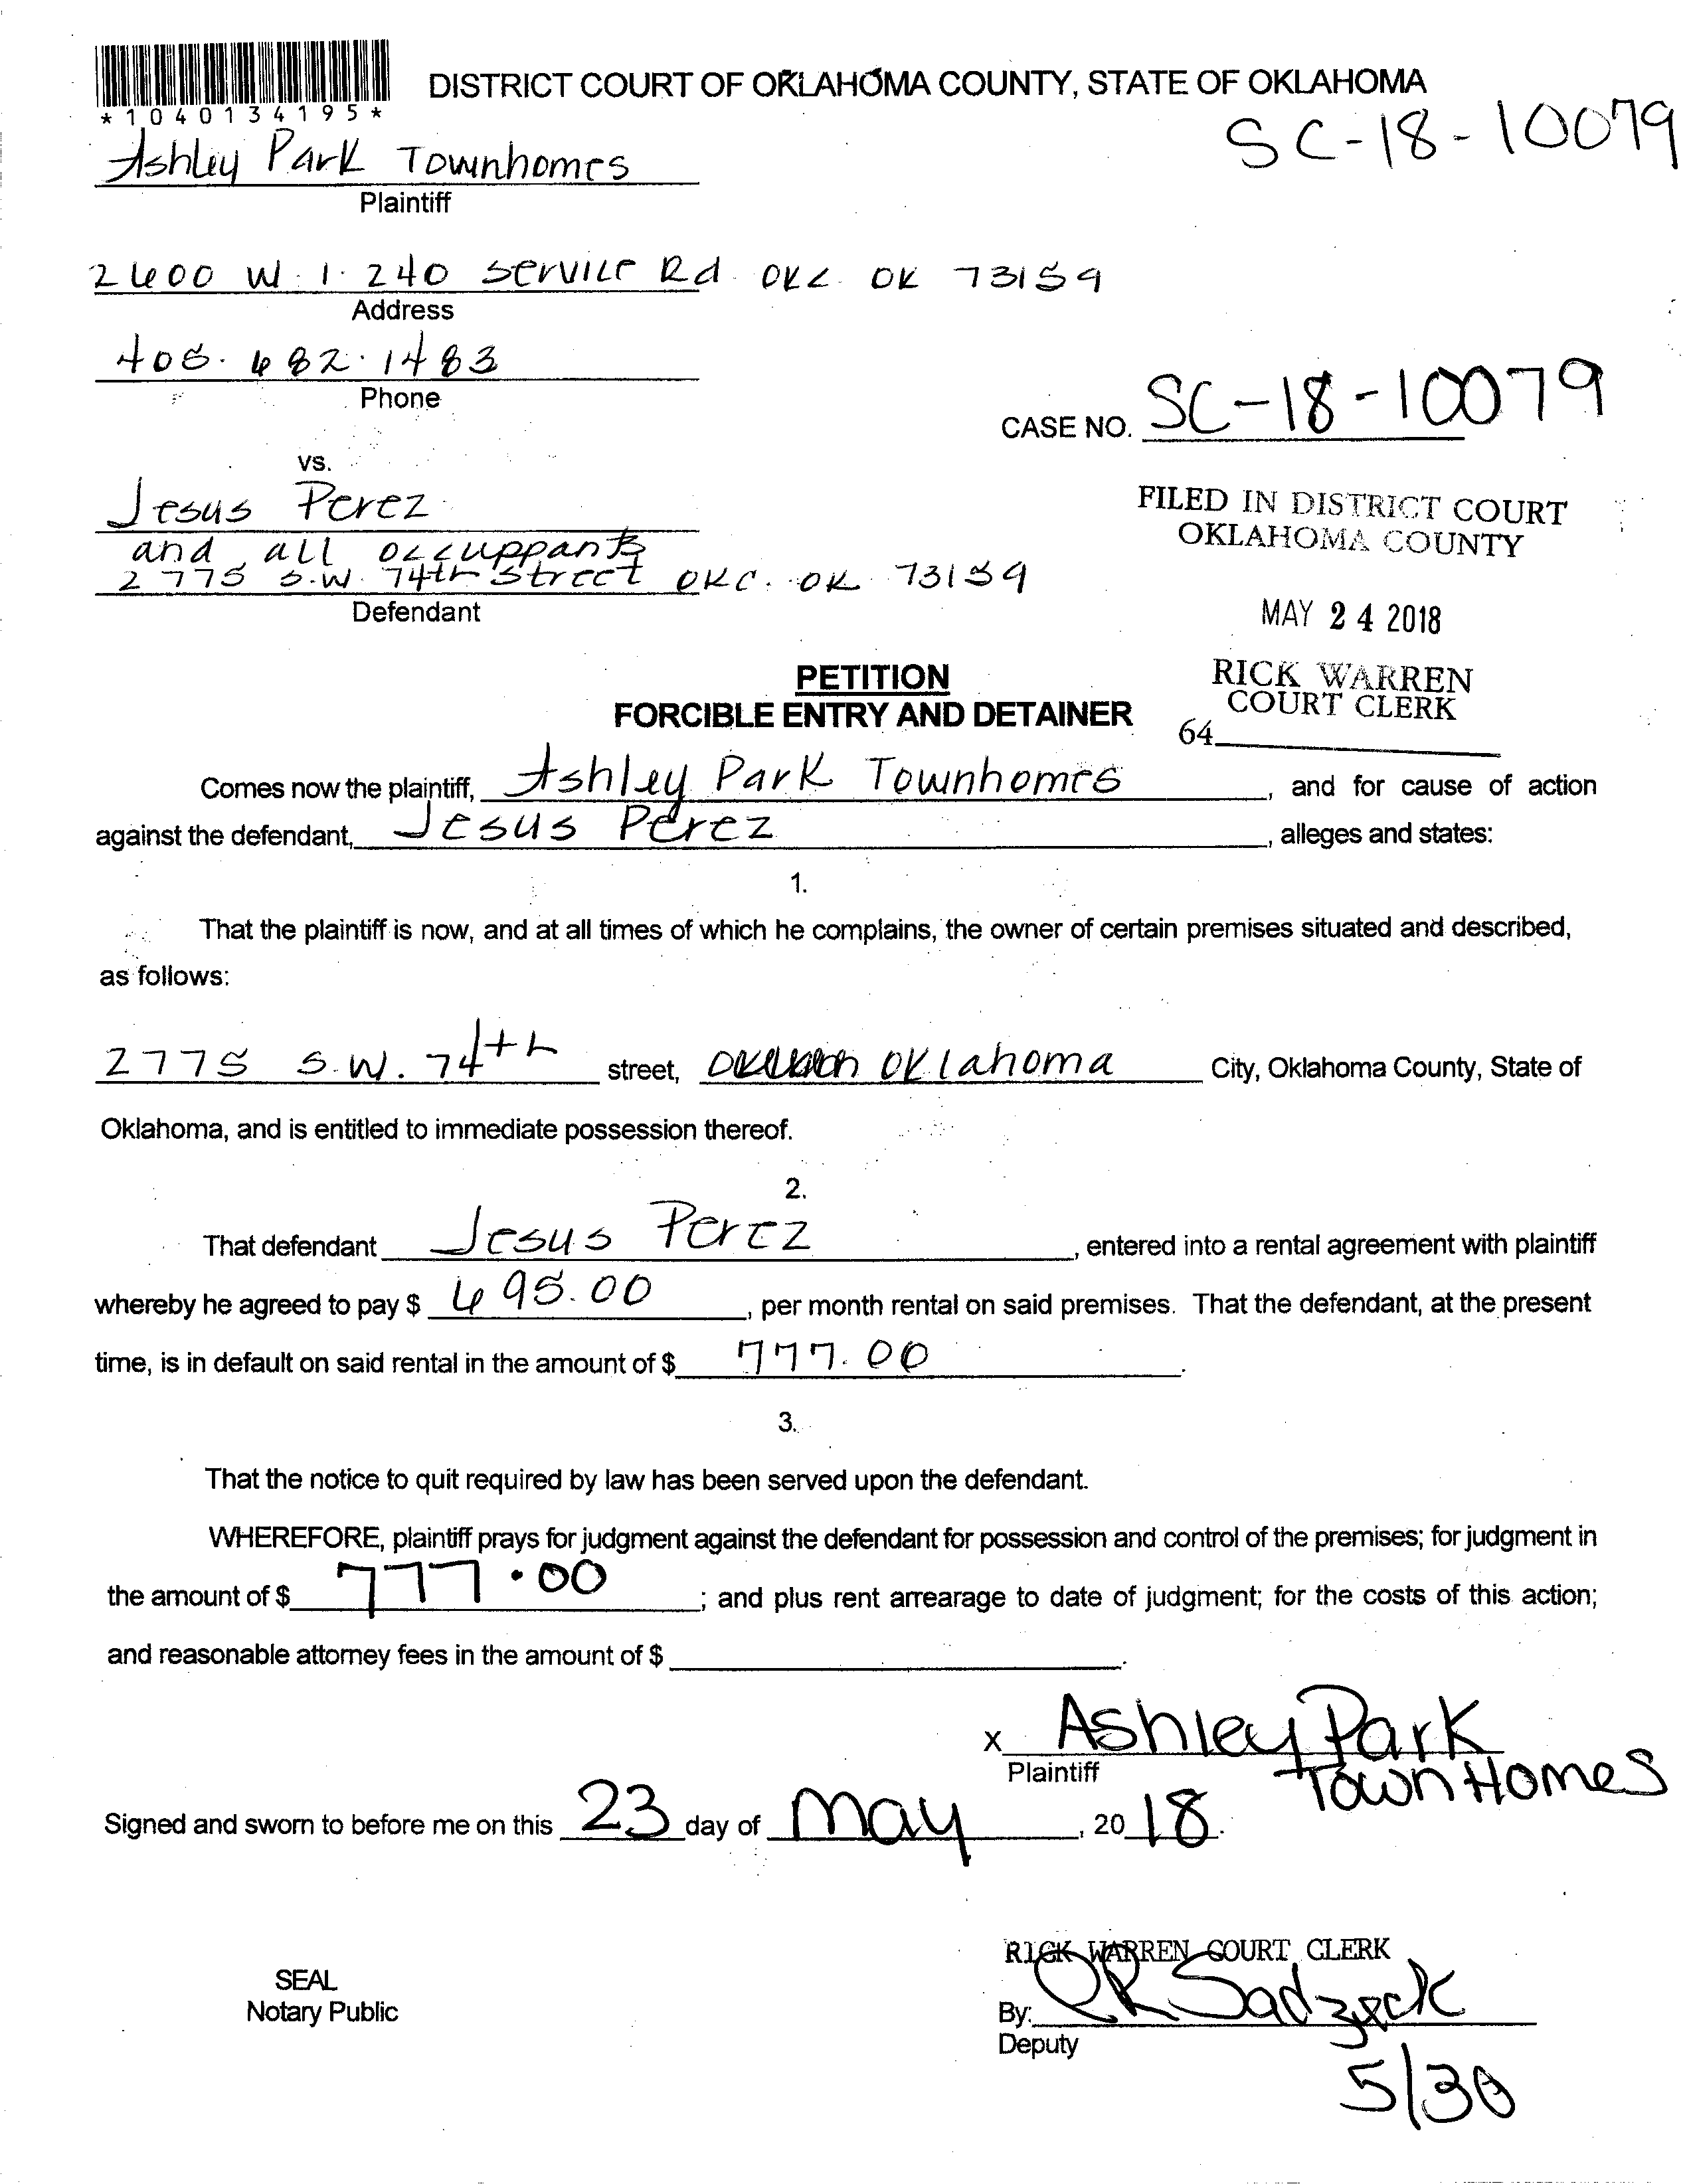 *1040134195*
DISTRICT COURT OF OKLAHOMA COUNTY, STATE OF OKLAHOMA
SC-18-10079
Ashley Park Townhomes
Plaintiff
2600 W. I. 240 Service Rd OKC OK 73159
Address
405.682.1483
Phone
CASE NO. SC-18-10079
vs.
Jesus Perez
and all occuppants
2775 S.W. 74th Street OKC. OK 73159
Defendant
FILED IN DISTRICT COURT
OKLAHOMA COUNTY
MAY 24 2018
RICK WARREN
COURT CLERK
64
PETITION
FORCIBLE ENTRY AND DETAINER
Comes now the plaintiff, Ashley Park Townhomes, and for cause of action
against the defendant, Jesus Perez, alleges and states:
1.
That the plaintiff is now, and at all times of which he complains, the owner of certain premises situated and described,
as follows:
2775 S.W. 74th street, Oklahoma City, Oklahoma County, State of
Oklahoma, and is entitled to immediate possession thereof.
2.
That defendant Jesus Perez, entered into a rental agreement with plaintiff
whereby he agreed to pay $ 695.00, per month rental on said premises. That the defendant, at the present
time, is in default on said rental in the amount of $ 777.00.
3.
That the notice to quit required by law has been served upon the defendant.
WHEREFORE, plaintiff prays for judgment against the defendant for possession and control of the premises; for judgment in
the amount of $ 777.00; and plus rent arrearage to date of judgment; for the costs of this action;
and reasonable attorney fees in the amount of $ .
x Ashley Park
TownHomes
Plaintiff
Signed and sworn to before me on this 23 day of May, 2018.
RICK WARREN COURT CLERK
SEAL
Notary Public
By:
Deputy
5/30